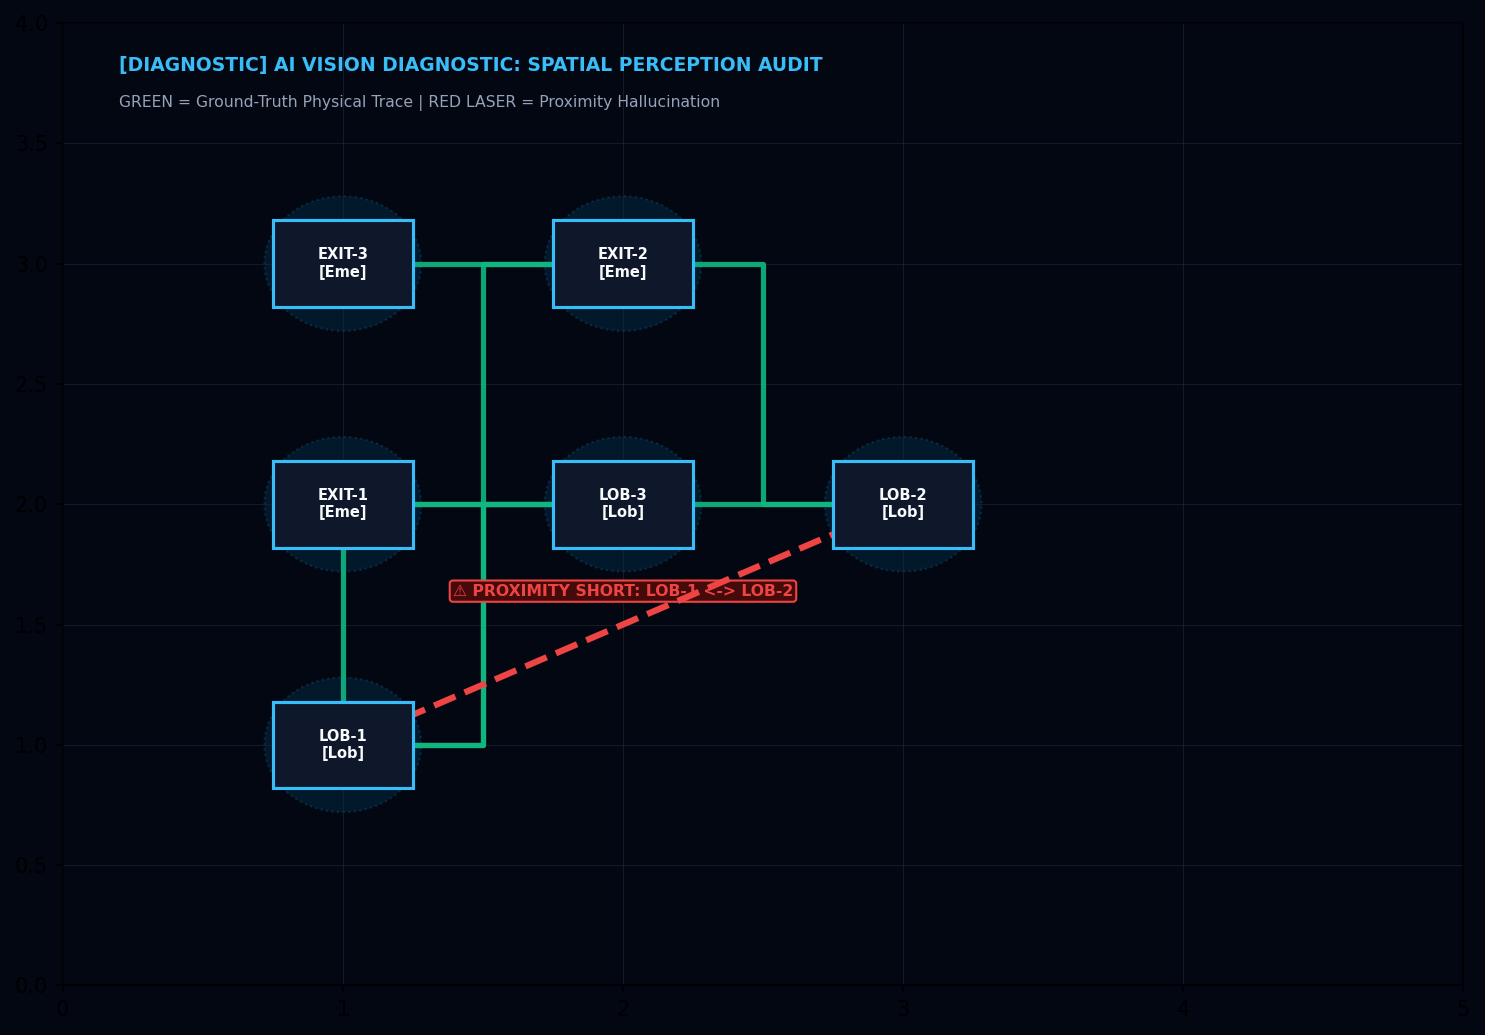 [DIAGNOSTIC] AI VISION DIAGNOSTIC: SPATIAL PERCEPTION AUDIT
GREEN = Ground-Truth Physical Trace | RED LASER = Proximity Hallucination
EXIT-3
[Eme]
EXIT-2
[Eme]
EXIT-1
[Eme]
LOB-3
[Lob]
LOB-2
[Lob]
⚠ PROXIMITY SHORT: LOB-1 <-> LOB-2
LOB-1
[Lob]
4.0
3.5
3.0
2.5
2.0
1.5
1.0
0.5
0.0
0 1 2 3 4 5